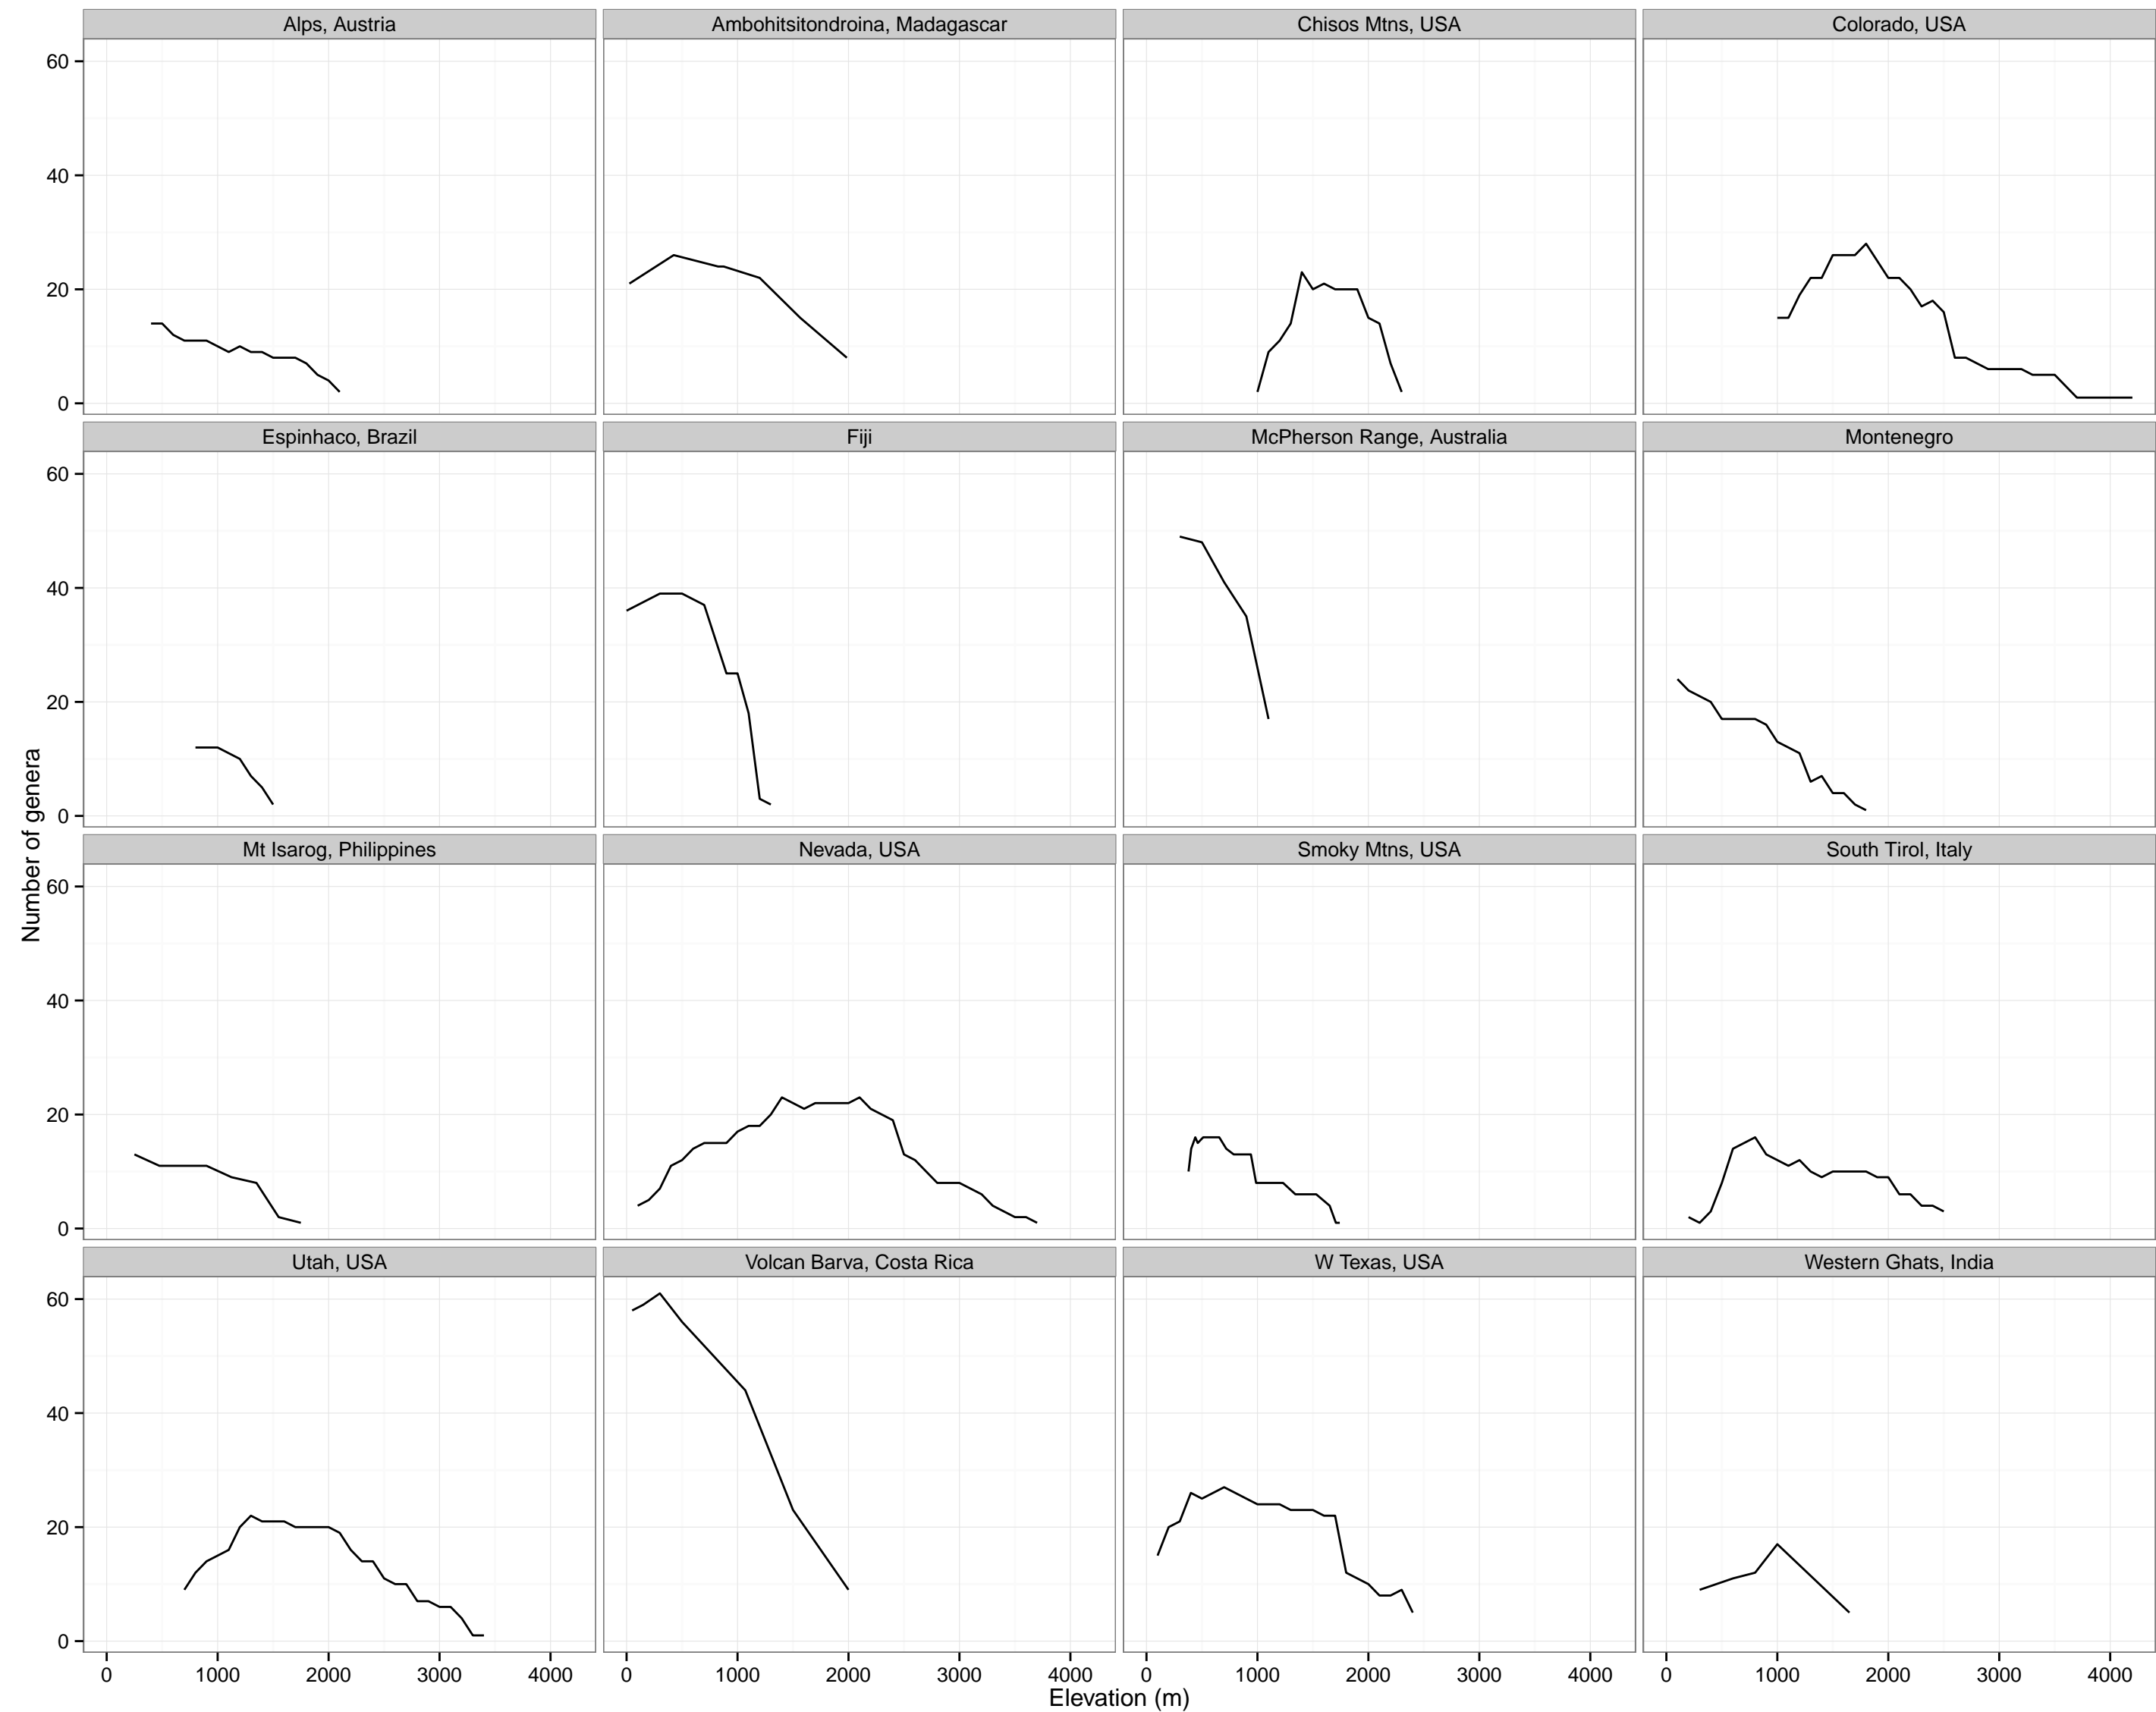 Alps, Austria
Ambohitsitondroina, Madagascar
Chisos Mtns, USA
Colorado, USA
60
40
20
0
Espinhaco, Brazil
Fiji
McPherson Range, Australia
Montenegro
60
40
20
0
Number of genera
Mt Isarog, Philippines
Nevada, USA
Smoky Mtns, USA
South Tirol, Italy
60
40
20
0
Utah, USA
Volcan Barva, Costa Rica
W Texas, USA
Western Ghats, India
60
40
20
0
0 1000 2000 3000 4000
0 1000 2000 3000 4000
0 1000 2000 3000 4000
0 1000 2000 3000 4000
Elevation (m)